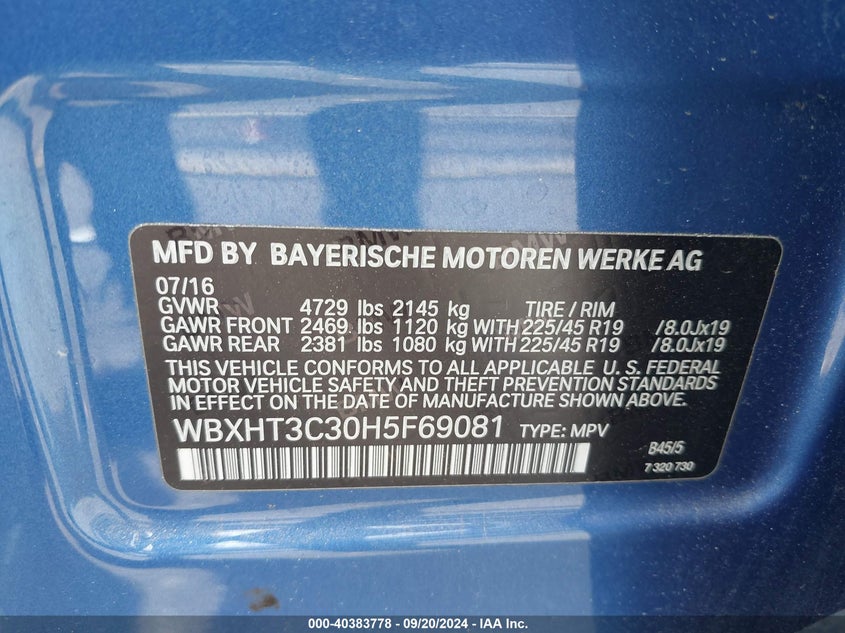 MFD BY BAYERISCHE MOTOREN WERKE AG
07/16
GVWR 4729 lbs 2145 kg TIRE / RIM
GAWR FRONT 2469 lbs 1120 kg WITH 225/45 R19 /8.0Jx19
GAWR REAR 2381 lbs 1080 kg WITH 225/45 R19 /8.0Jx19
THIS VEHICLE CONFORMS TO ALL APPLICABLE U.S. FEDERAL
MOTOR VEHICLE SAFETY AND THEFT PREVENTION STANDARDS
IN EFFECT ON THE DATE OF MANUFACTURE SHOWN ABOVE.
WBXHT3C30H5F69081 TYPE: MPV
B45/5
7 320 730
000-40383778 - 09/20/2024 - IAA Inc.